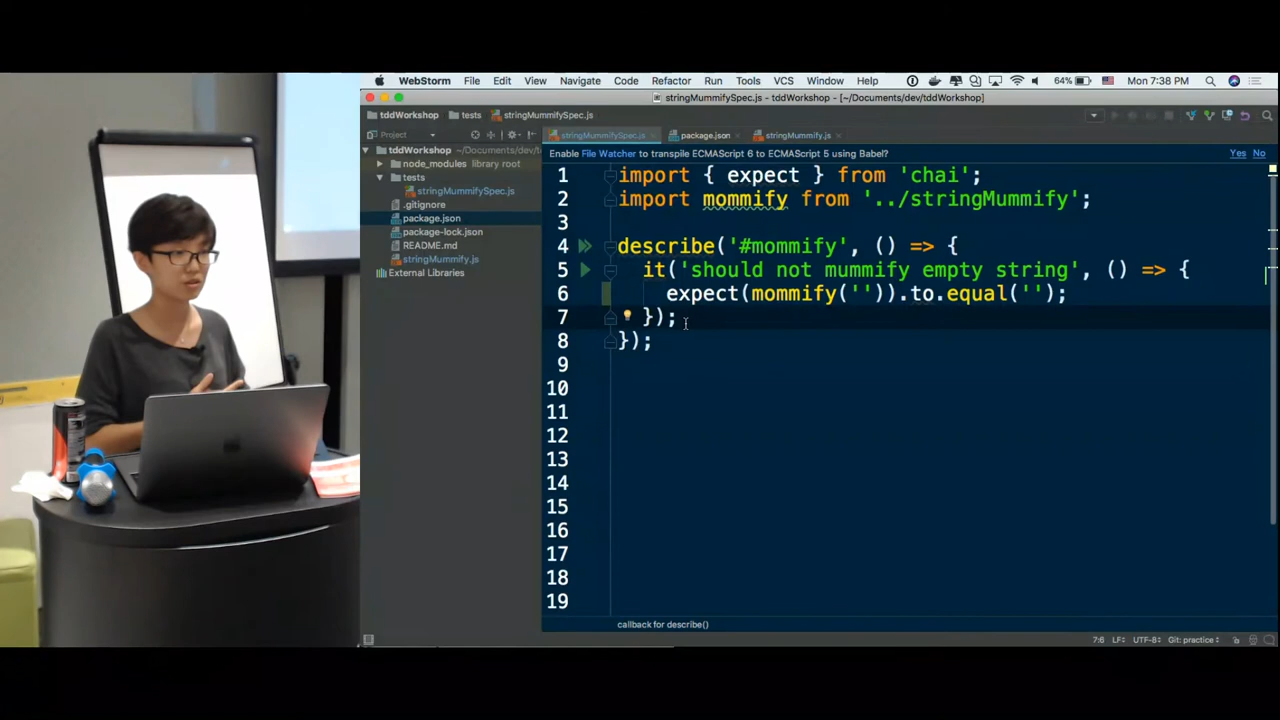 WebStorm File Edit View Navigate Code Refactor Run Tools VCS Window Help 64% Mon 7:38 PM
stringMummifySpec.js - tddWorkshop - [~/Documents/dev/tddWorkshop]
tddWorkshop tests stringMummifySpec.js
Project
stringMummifySpec.js package.json stringMummify.js
tddWorkshop ~/Documents/dev/t
node_modules library root
tests
stringMummifySpec.js
.gitignore
package.json
package-lock.json
README.md
stringMummify.js
External Libraries
Enable File Watcher to transpile ECMAScript 6 to ECMAScript 5 using Babel? Yes No
1 import { expect } from 'chai';
2 import mommify from '../stringMummify';
3
4 describe('#mommify', () => {
5 it('should not mummify empty string', () => {
6 expect(mommify('')).to.equal('');
7 });
8 });
9
10
11
12
13
14
15
16
17
18
19
callback for describe()
7:6 LF÷ UTF-8÷ Git: practice÷